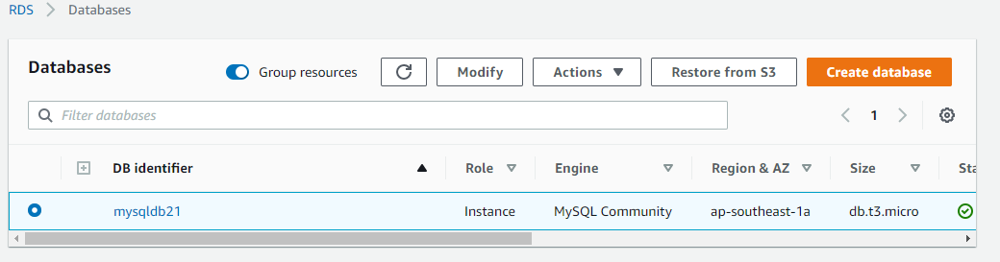 RDS > Databases
Databases Group resources Modify Actions Restore from S3 Create database
Filter databases 1
DB identifier Role Engine Region & AZ Size Sta
mysqldb21 Instance MySQL Community ap-southeast-1a db.t3.micro